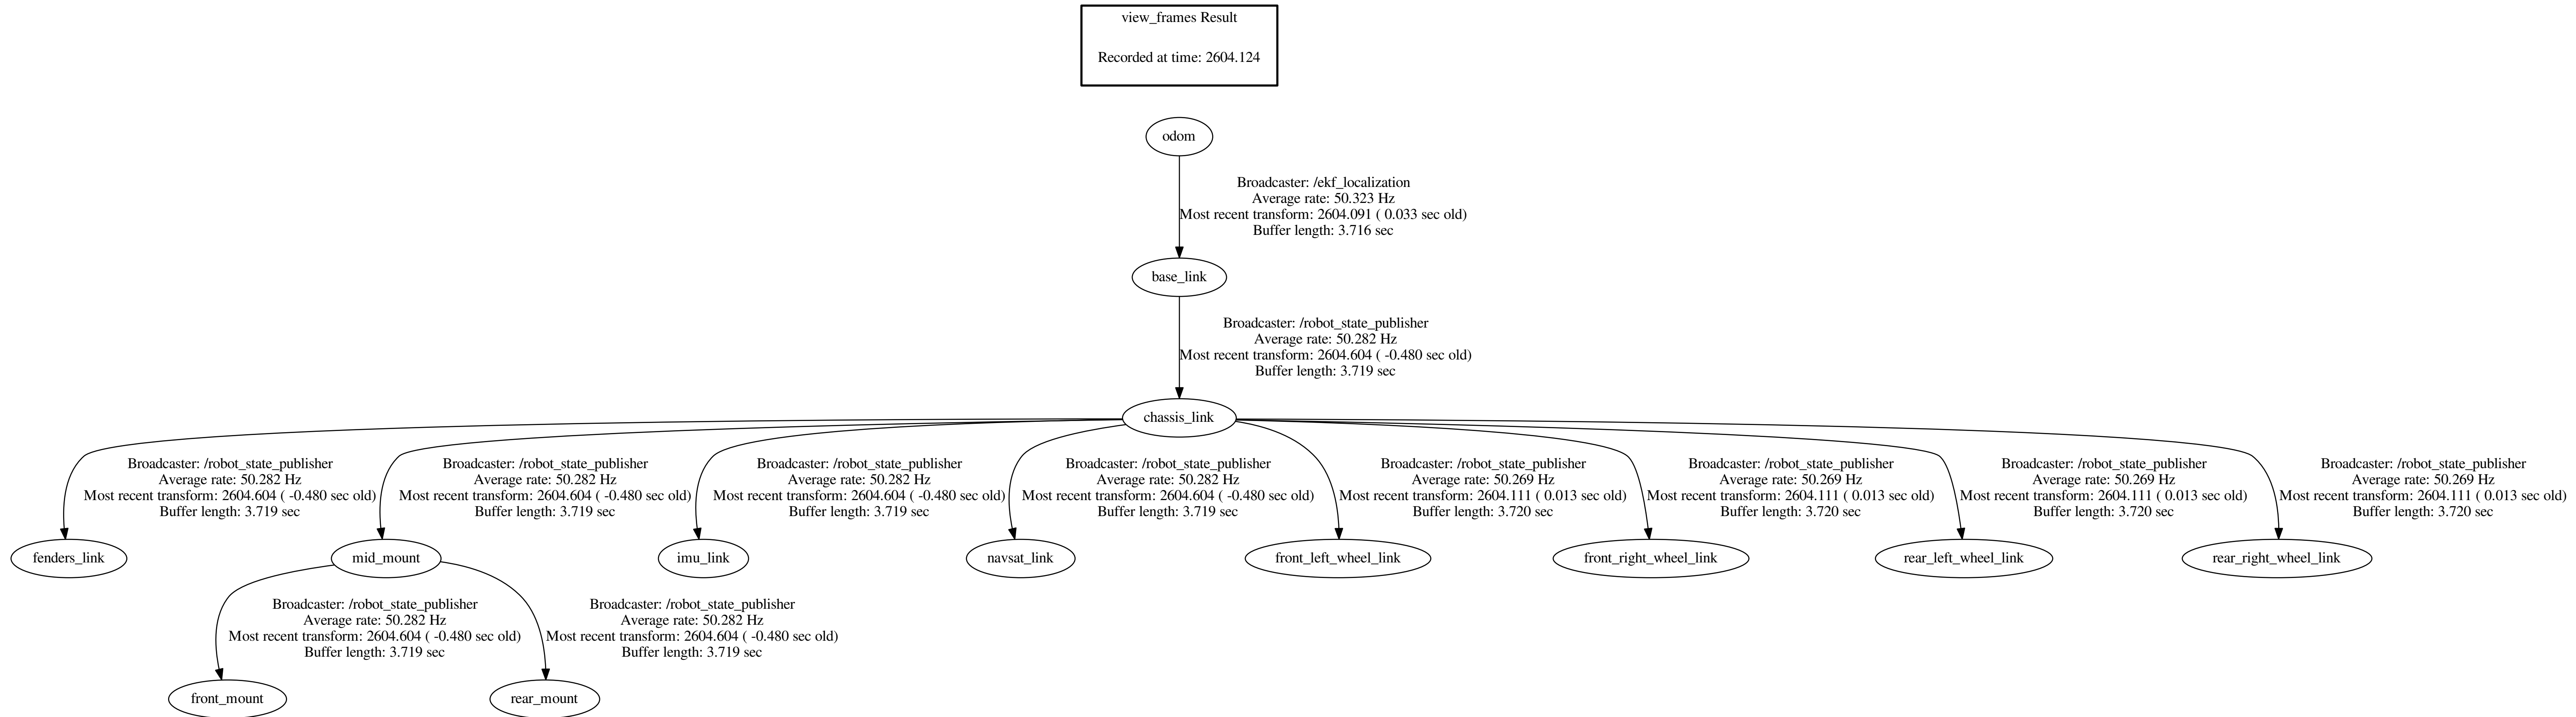 view_frames Result
Recorded at time: 2604.124
odom
Broadcaster: /ekf_localization
Average rate: 50.323 Hz
Most recent transform: 2604.091 ( 0.033 sec old)
Buffer length: 3.716 sec
base_link
Broadcaster: /robot_state_publisher
Average rate: 50.282 Hz
Most recent transform: 2604.604 ( -0.480 sec old)
Buffer length: 3.719 sec
chassis_link
Broadcaster: /robot_state_publisher
Average rate: 50.282 Hz
Most recent transform: 2604.604 ( -0.480 sec old)
Buffer length: 3.719 sec
Broadcaster: /robot_state_publisher
Average rate: 50.282 Hz
Most recent transform: 2604.604 ( -0.480 sec old)
Buffer length: 3.719 sec
Broadcaster: /robot_state_publisher
Average rate: 50.282 Hz
Most recent transform: 2604.604 ( -0.480 sec old)
Buffer length: 3.719 sec
Broadcaster: /robot_state_publisher
Average rate: 50.282 Hz
Most recent transform: 2604.604 ( -0.480 sec old)
Buffer length: 3.719 sec
Broadcaster: /robot_state_publisher
Average rate: 50.269 Hz
Most recent transform: 2604.111 ( 0.013 sec old)
Buffer length: 3.720 sec
Broadcaster: /robot_state_publisher
Average rate: 50.269 Hz
Most recent transform: 2604.111 ( 0.013 sec old)
Buffer length: 3.720 sec
Broadcaster: /robot_state_publisher
Average rate: 50.269 Hz
Most recent transform: 2604.111 ( 0.013 sec old)
Buffer length: 3.720 sec
Broadcaster: /robot_state_publisher
Average rate: 50.269 Hz
Most recent transform: 2604.111 ( 0.013 sec old)
Buffer length: 3.720 sec
fenders_link
mid_mount
imu_link
navsat_link
front_left_wheel_link
front_right_wheel_link
rear_left_wheel_link
rear_right_wheel_link
Broadcaster: /robot_state_publisher
Average rate: 50.282 Hz
Most recent transform: 2604.604 ( -0.480 sec old)
Buffer length: 3.719 sec
Broadcaster: /robot_state_publisher
Average rate: 50.282 Hz
Most recent transform: 2604.604 ( -0.480 sec old)
Buffer length: 3.719 sec
front_mount
rear_mount